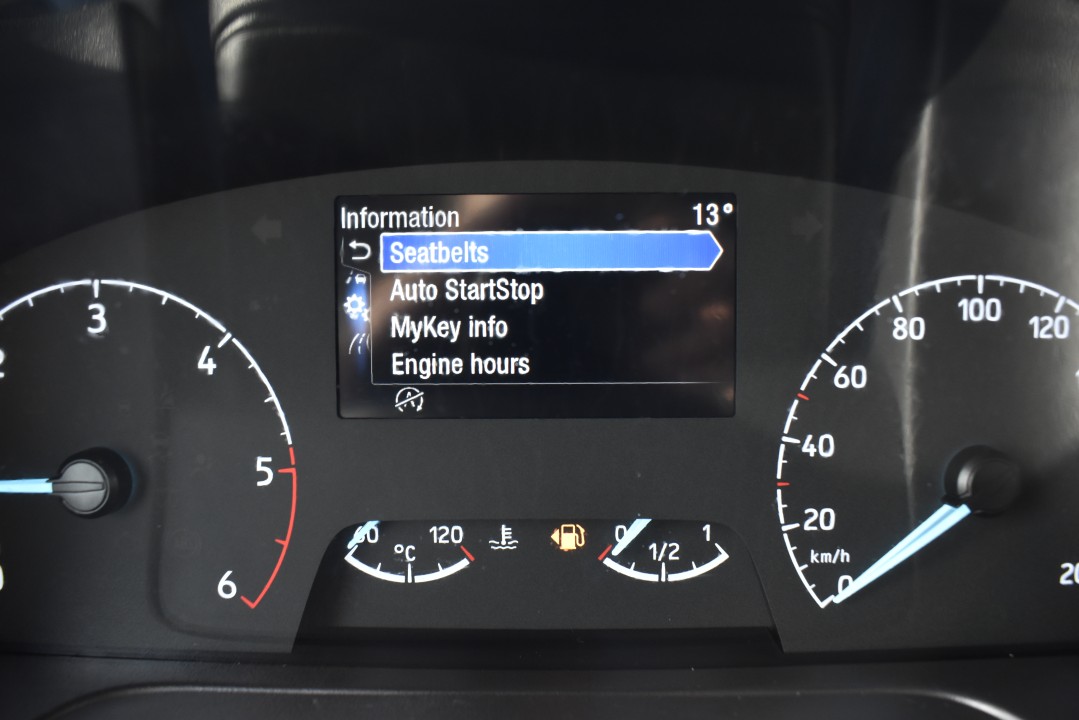 Information 13°
Seatbelts
Auto StartStop
MyKey info
Engine hours
3
4
5
6
60 120
°C
0 1/2 1
0
20
40
60
80
100
120
km/h